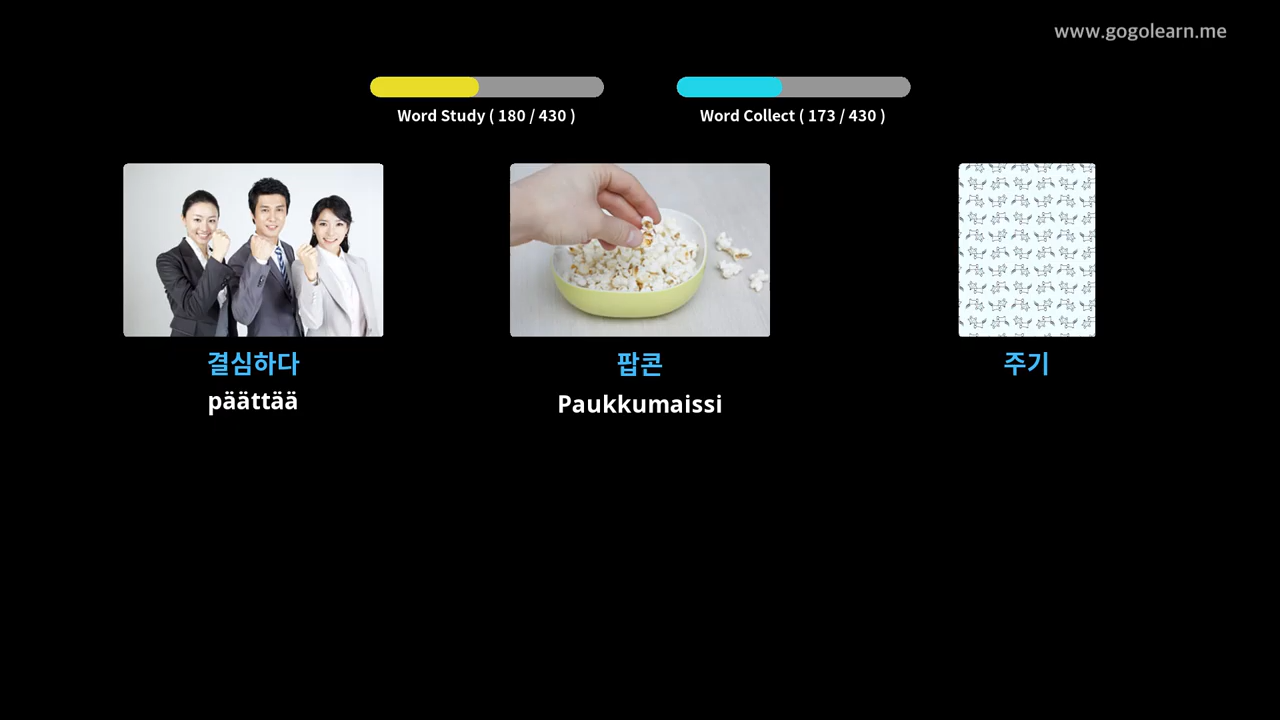 www.gogolearn.me
Word Study ( 180 / 430 )
Word Collect ( 173 / 430 )
결심하다
päättää
팝콘
Paukkumaissi
주기